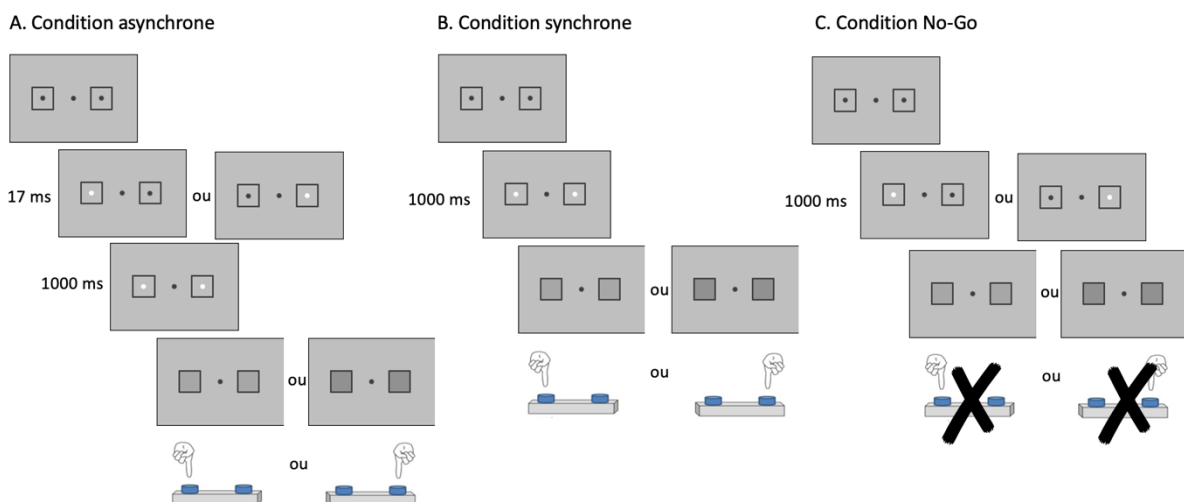 A. Condition asynchrone
17 ms
ou
1000 ms
ou
ou
B. Condition synchrone
1000 ms
ou
ou
C. Condition No-Go
1000 ms
ou
ou
ou